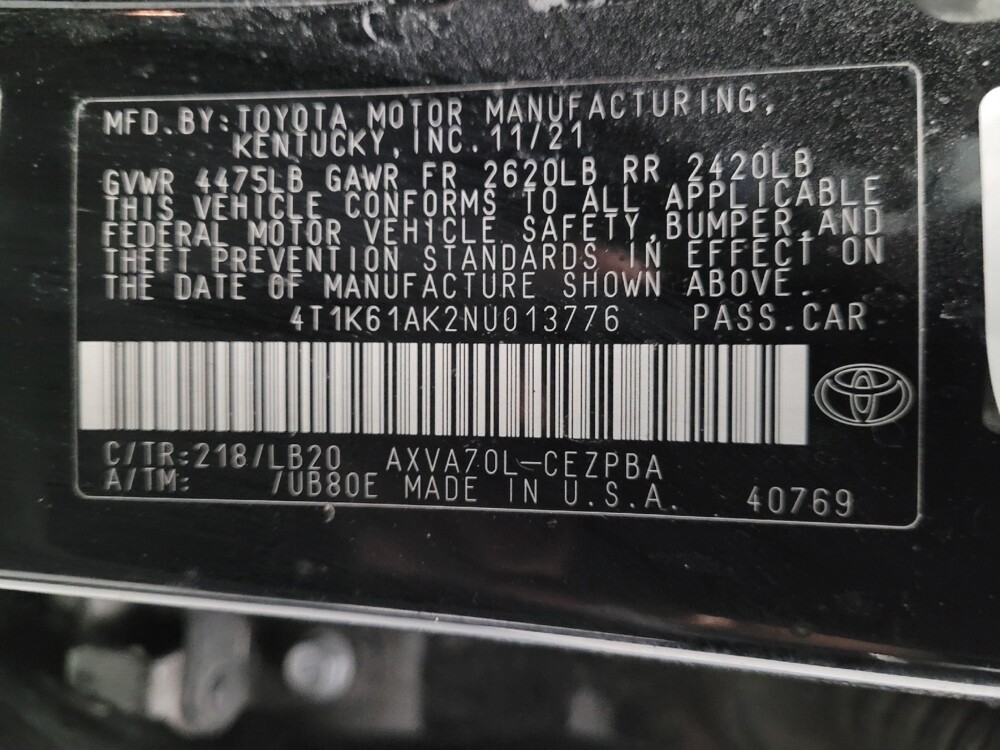 MFD.BY:TOYOTA MOTOR MANUFACTURING,
KENTUCKY, INC. 11/21
GVWR 4475LB GAWR FR 2620LB RR 2420LB
THIS VEHICLE CONFORMS TO ALL APPLICABLE
FEDERAL MOTOR VEHICLE SAFETY,BUMPER,AND
THEFT PREVENTION STANDARDS IN EFFECT ON
THE DATE OF MANUFACTURE SHOWN ABOVE.
4T1K61AK2NU013776 PASS.CAR
C/TR:218/LB20 AXVA70L-CEZPBA
A/TM: /UB80E MADE IN U.S.A. 40769